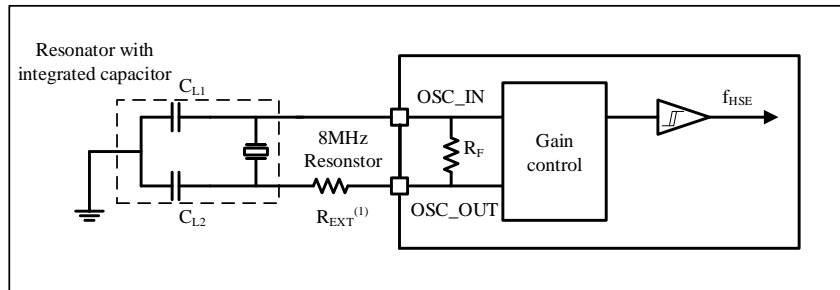 Resonator with
integrated capacitor
CL1
CL2
8MHz
Resonstor
REXT(1)
OSC_IN
RF
OSC_OUT
Gain
control
fHSE